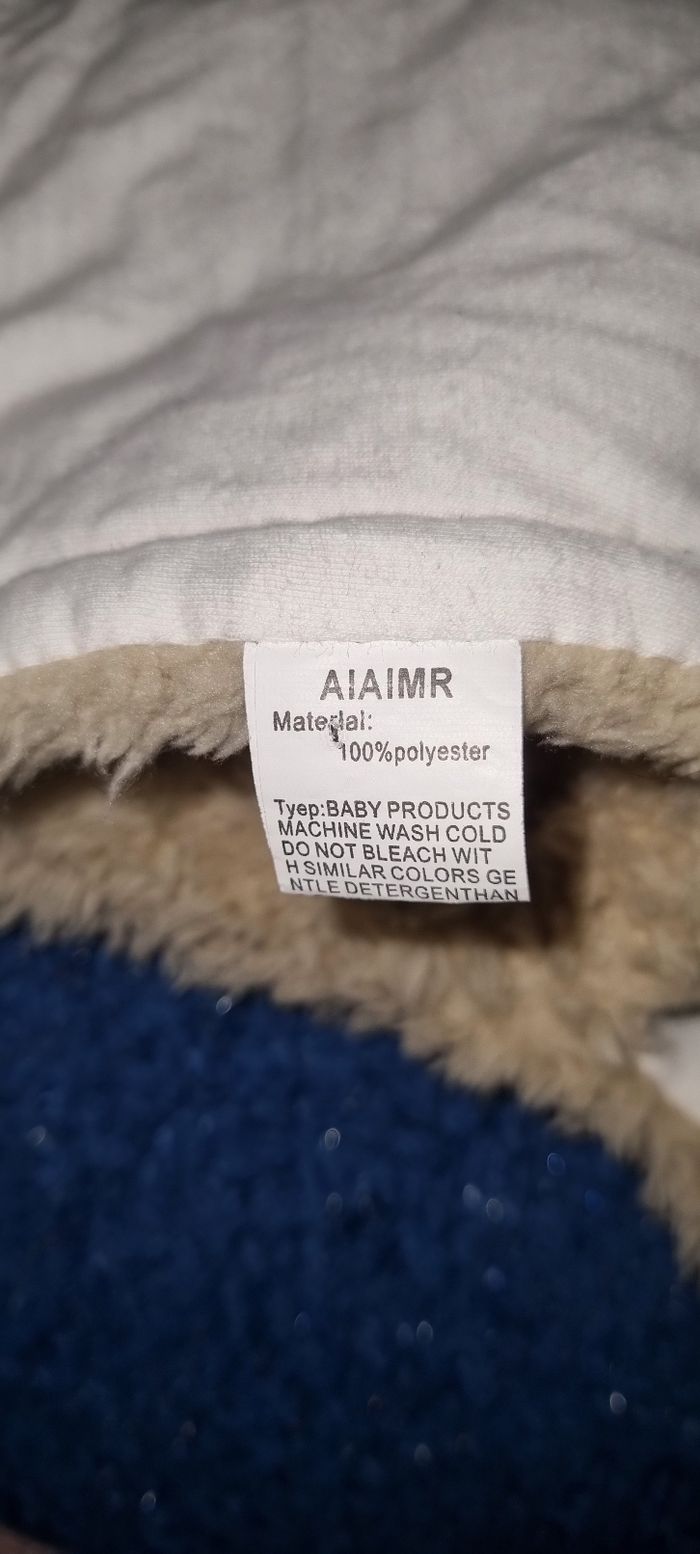 AIAIMR
Material:
100%polyester
Tyep:BABY PRODUCTS
MACHINE WASH COLD
DO NOT BLEACH WIT
H SIMILAR COLORS GE
NTLE DETERGENTHAN